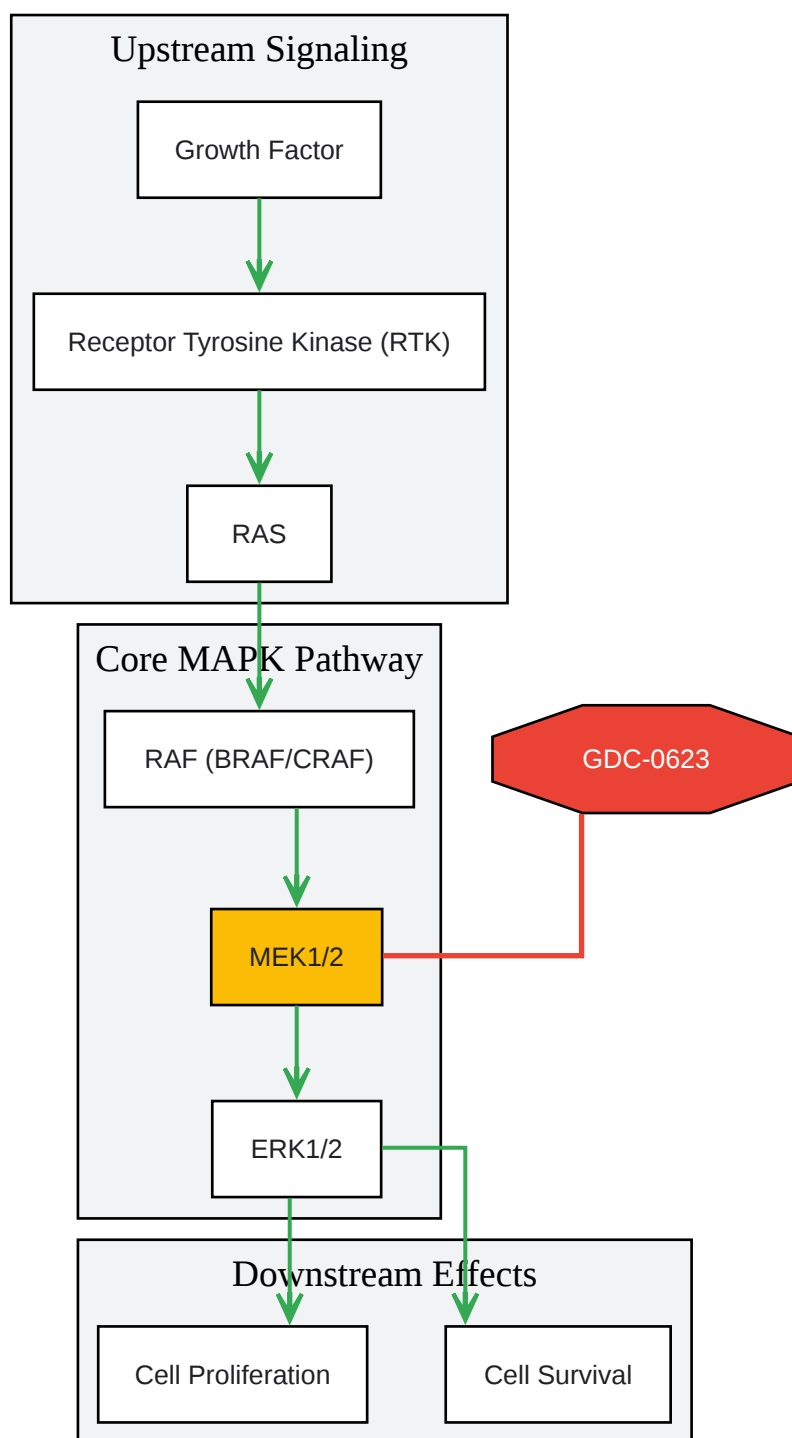 Upstream Signaling
Growth Factor
Receptor Tyrosine Kinase (RTK)
RAS
Core MAPK Pathway
RAF (BRAF/CRAF)
GDC-0623
MEK1/2
ERK1/2
Downstream Effects
Cell Proliferation
Cell Survival